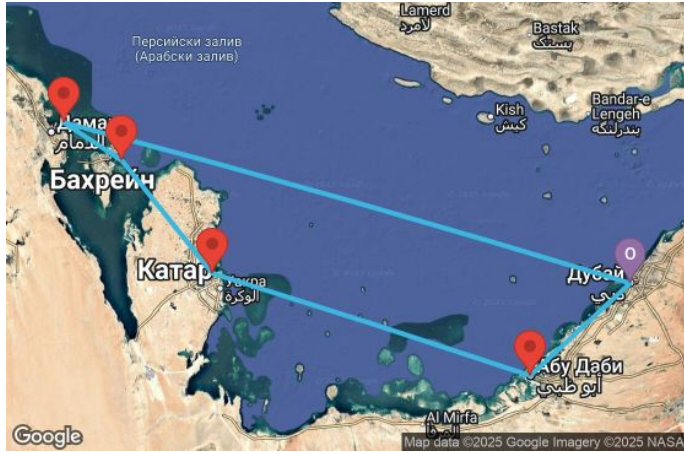 Lamerd
لامرد
Bastak
بستک
Персийски залив
(Арабски залив)
Kish
کیش
Bandar-e
Lengeh
بندرلنگه
الدمام
Бахрейн
Катар
الوكرة
O
Дубай
دبي
Абу Даби
أبو ظبي
Al Mirfa
Google
Map data ©2025 Google Imagery ©2025 NASA